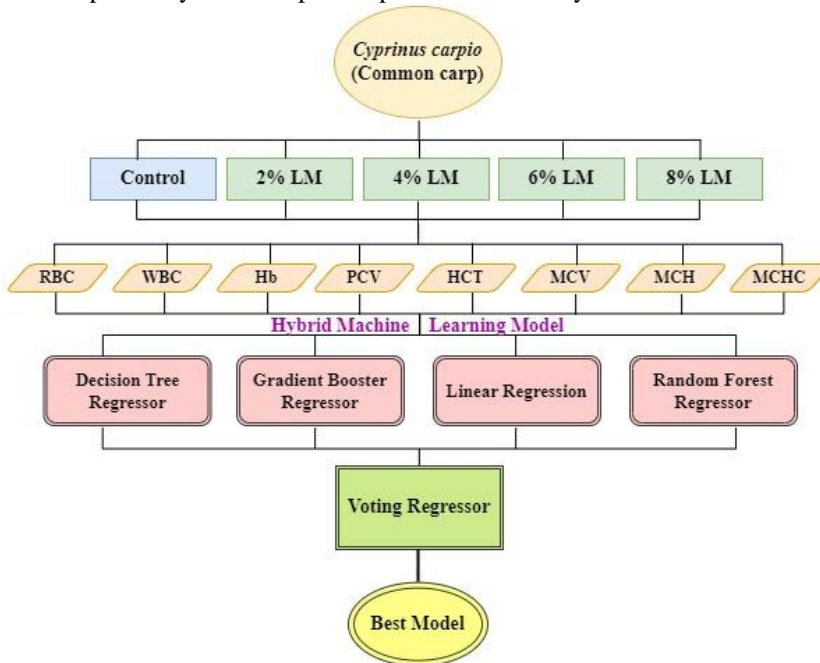 Cyprinus carpio
(Common carp)
Control
2% LM
4% LM
6% LM
8% LM
RBC
WBC
Hb
PCV
HCT
MCV
MCH
MCHC
Hybrid Machine Learning Model
Decision Tree
Regressor
Gradient Booster
Regressor
Linear Regression
Random Forest
Regressor
Voting Regressor
Best Model